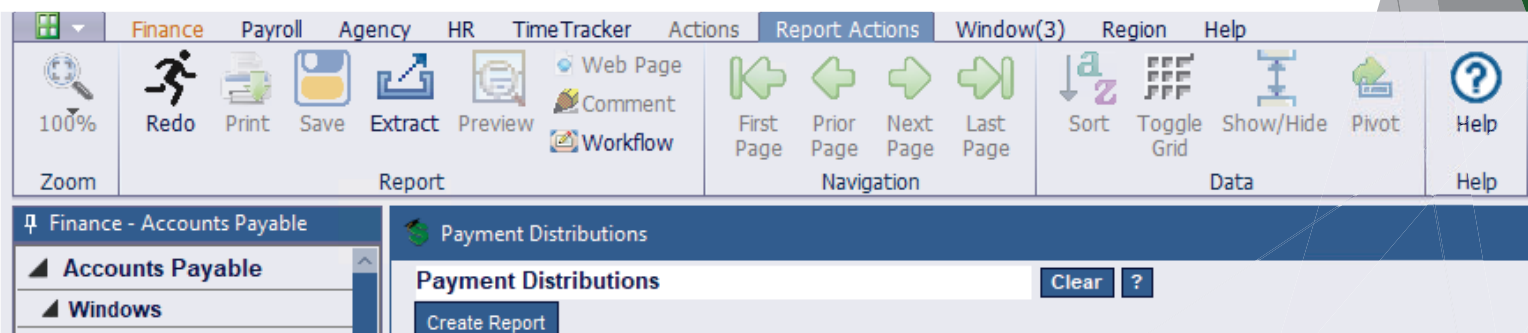 Finance Payroll Agency HR TimeTracker Actions Report Actions Window(3) Region Help
100%
Zoom
Redo Print Save Extract Preview
Web Page
Comment
Workflow
Report
First Page Prior Page Next Page Last Page
Navigation
a z
Sort Toggle Grid Show/Hide Pivot
Data
?
Help
Help
Finance - Accounts Payable
Accounts Payable
Windows
Payment Distributions
Payment Distributions Clear ?
Create Report